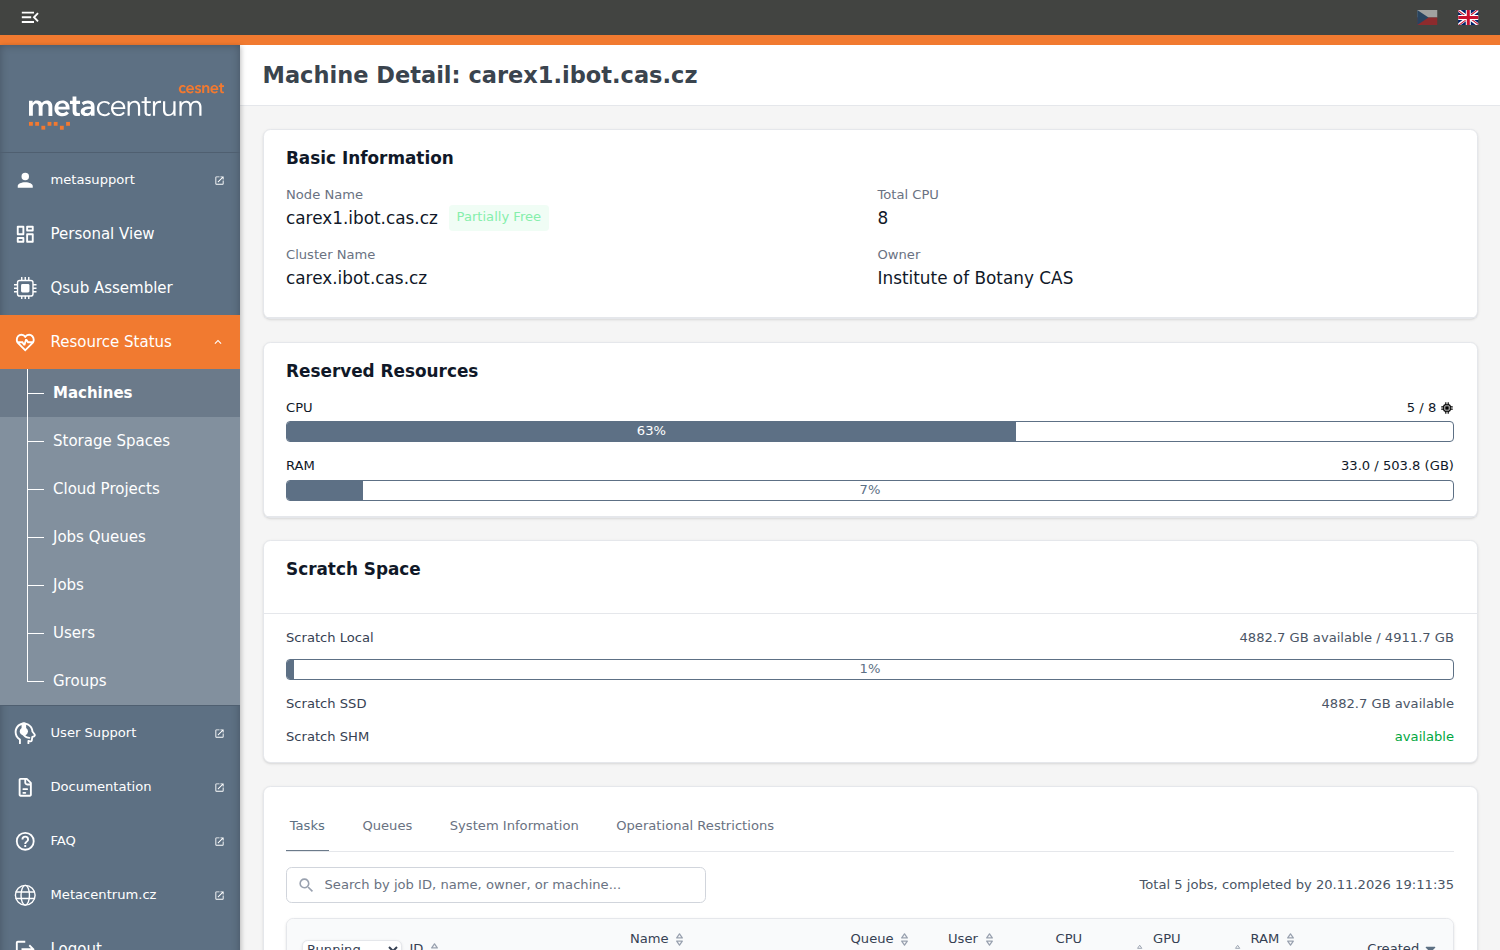 Machine Detail: carex1.ibot.cas.cz
cesnet
metacentrum
metasupport
Personal View
Qsub Assembler
Resource Status
Machines
Storage Spaces
Cloud Projects
Jobs Queues
Jobs
Users
Groups
User Support
Documentation
FAQ
Metacentrum.cz
Logout
Basic Information
Node Name
carex1.ibot.cas.cz Partially Free
Total CPU
8
Cluster Name
carex.ibot.cas.cz
Owner
Institute of Botany CAS
Reserved Resources
CPU 5 / 8
63%
RAM 33.0 / 503.8 (GB)
7%
Scratch Space
Scratch Local 4882.7 GB available / 4911.7 GB
1%
Scratch SSD 4882.7 GB available
Scratch SHM available
Tasks Queues System Information Operational Restrictions
Search by job ID, name, owner, or machine... Total 5 jobs, completed by 20.11.2026 19:11:35
Running ID Name Queue User CPU GPU RAM Created